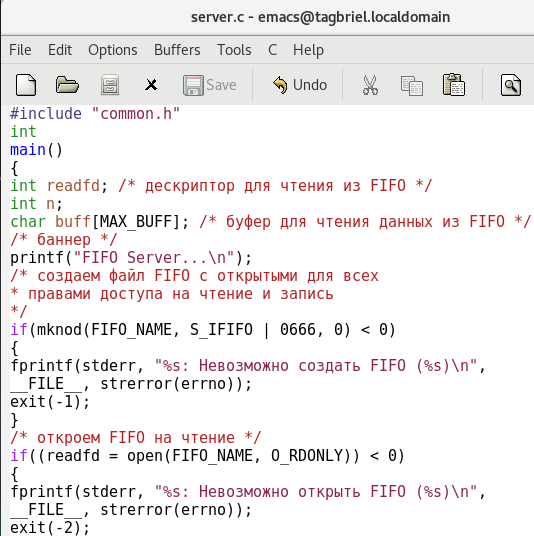 server.c - emacs@tagbriel.localdomain
File Edit Options Buffers Tools C Help
Save Undo
#include "common.h"
int
main()
{
int readfd; /* дескриптор для чтения из FIFO */
int n;
char buff[MAX_BUFF]; /* буфер для чтения данных из FIFO */
/* баннер */
printf("FIFO Server...\n");
/* создаем файл FIFO с открытыми для всех
* правами доступа на чтение и запись
*/
if(mknod(FIFO_NAME, S_IFIFO | 0666, 0) < 0)
{
fprintf(stderr, "%s: Невозможно создать FIFO (%s)\n",
__FILE__, strerror(errno));
exit(-1);
}
/* откроем FIFO на чтение */
if((readfd = open(FIFO_NAME, O_RDONLY)) < 0)
{
fprintf(stderr, "%s: Невозможно открыть FIFO (%s)\n",
__FILE__, strerror(errno));
exit(-2);